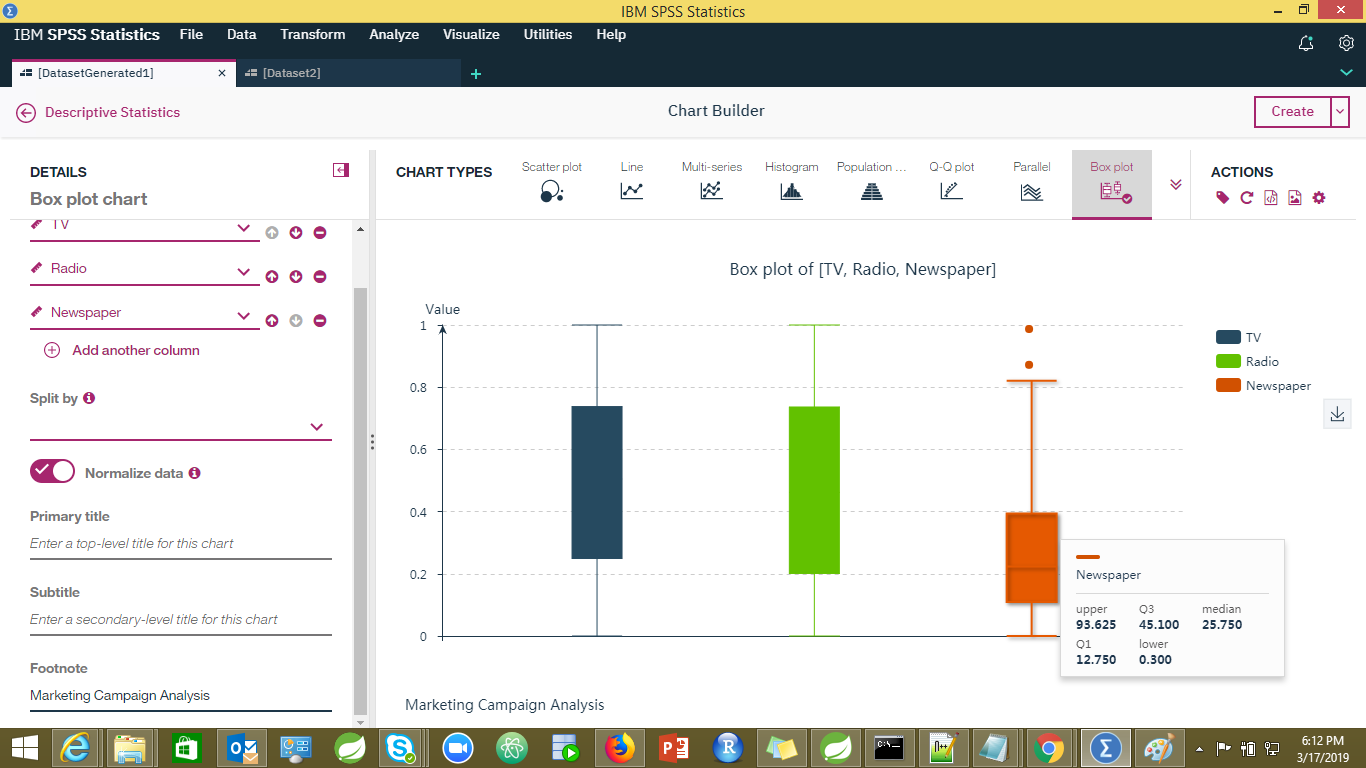 IBM SPSS Statistics
IBM SPSS Statistics File Data Transform Analyze Visualize Utilities Help
[DatasetGenerated1] [Dataset2]
Descriptive Statistics
Chart Builder
Create
DETAILS
Box plot chart
TV
Radio
Newspaper
Add another column
Split by
Normalize data
Primary title
Enter a top-level title for this chart
Subtitle
Enter a secondary-level title for this chart
Footnote
Marketing Campaign Analysis
CHART TYPES
Scatter plot Line Multi-series Histogram Population ... Q-Q plot Parallel Box plot
ACTIONS
Box plot of [TV, Radio, Newspaper]
Value
1
0.8
0.6
0.4
0.2
0
TV
Radio
Newspaper
Newspaper
upper Q3 median
93.625 45.100 25.750
Q1 lower
12.750 0.300
Marketing Campaign Analysis
6:12 PM
3/17/2019